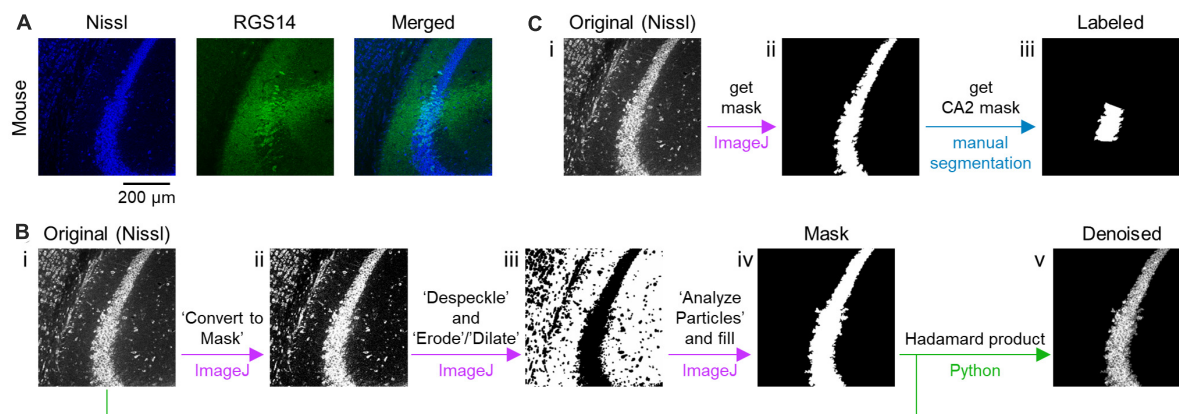 A
Nissl
RGS14
Merged
Mouse
200 µm
C
Original (Nissl)
Labeled
i
ii
iii
get
mask
ImageJ
get
CA2 mask
manual
segmentation
B
Original (Nissl)
Mask
Denoised
i
ii
iii
iv
v
‘Convert to
Mask’
ImageJ
‘Despeckle’
and
‘Erode’/’Dilate’
ImageJ
‘Analyze
Particles’
and fill
ImageJ
Hadamard product
Python